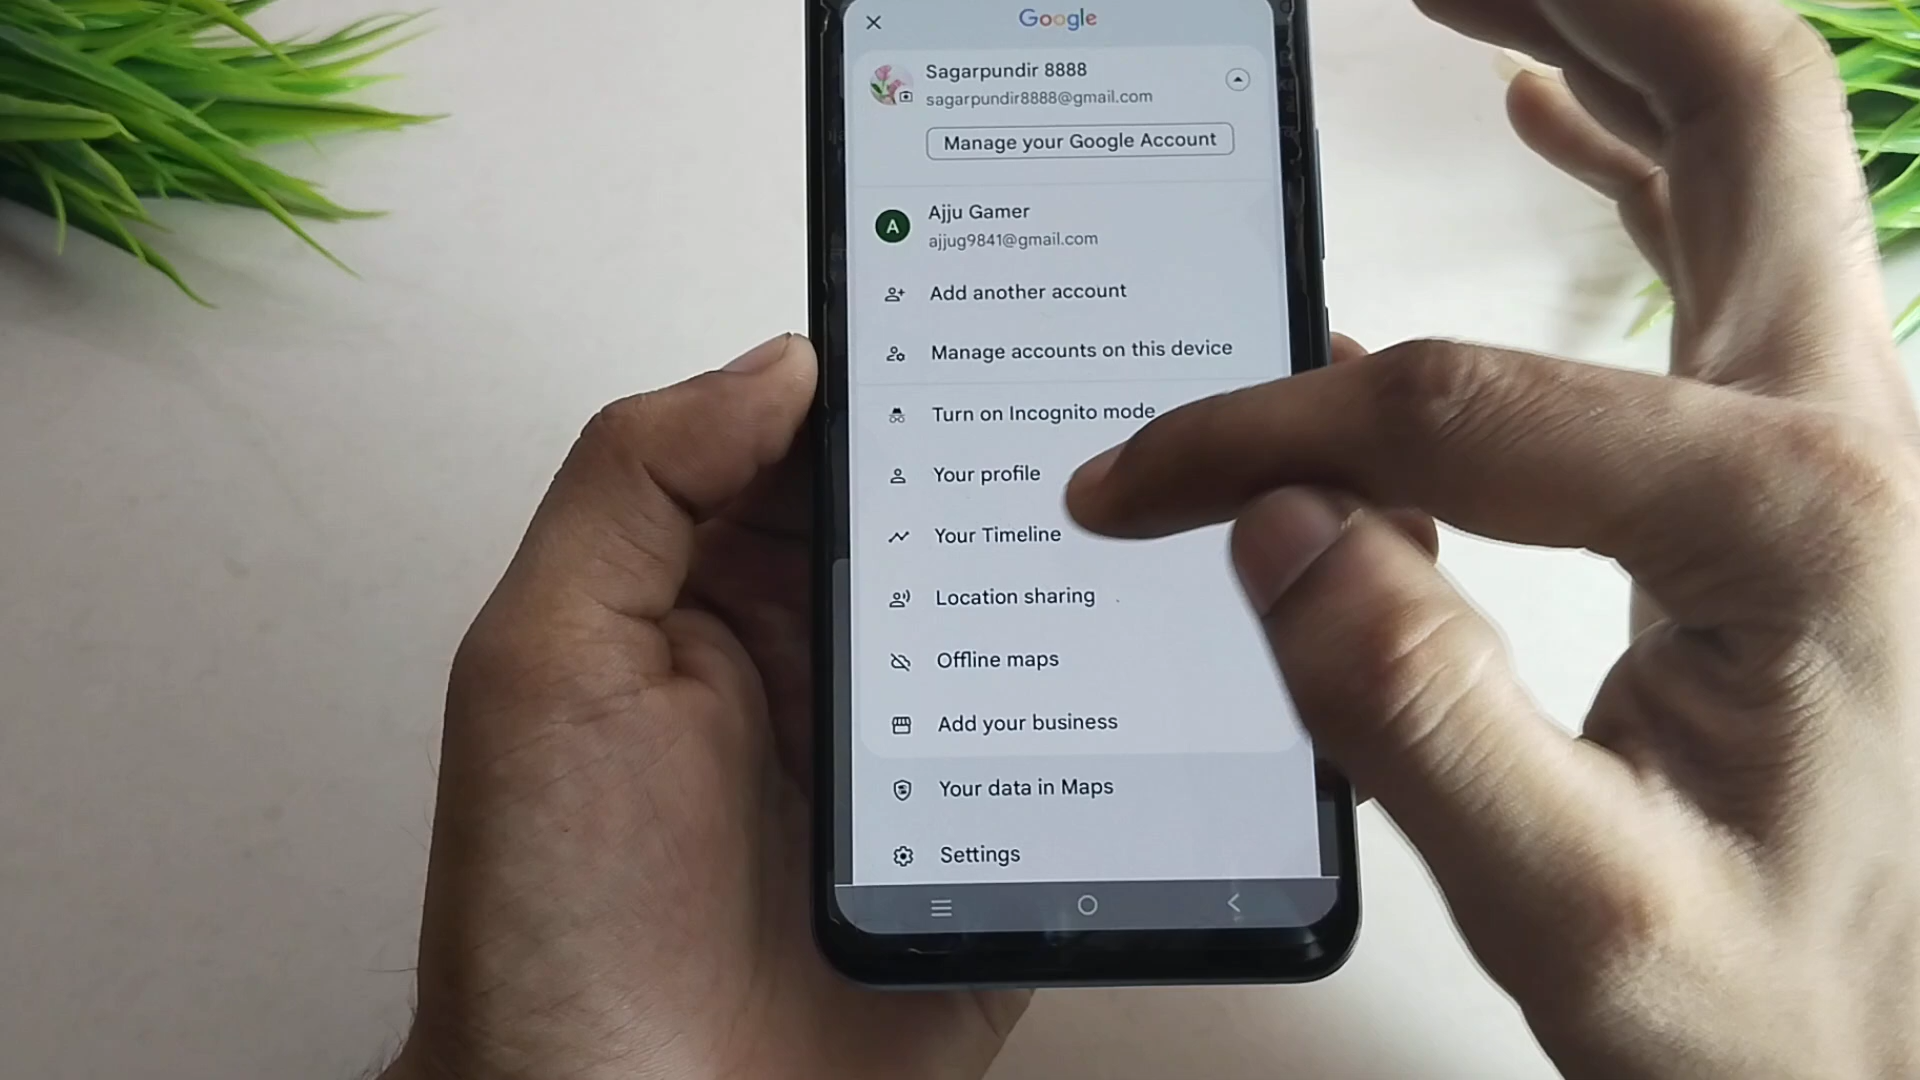 Google
Sagarpundir 8888
sagarpundir8888@gmail.com
Manage your Google Account
A
Ajju Gamer
ajjug9841@gmail.com
Add another account
Manage accounts on this device
Turn on Incognito mode
Your profile
Your Timeline
Location sharing
Offline maps
Add your business
Your data in Maps
Settings